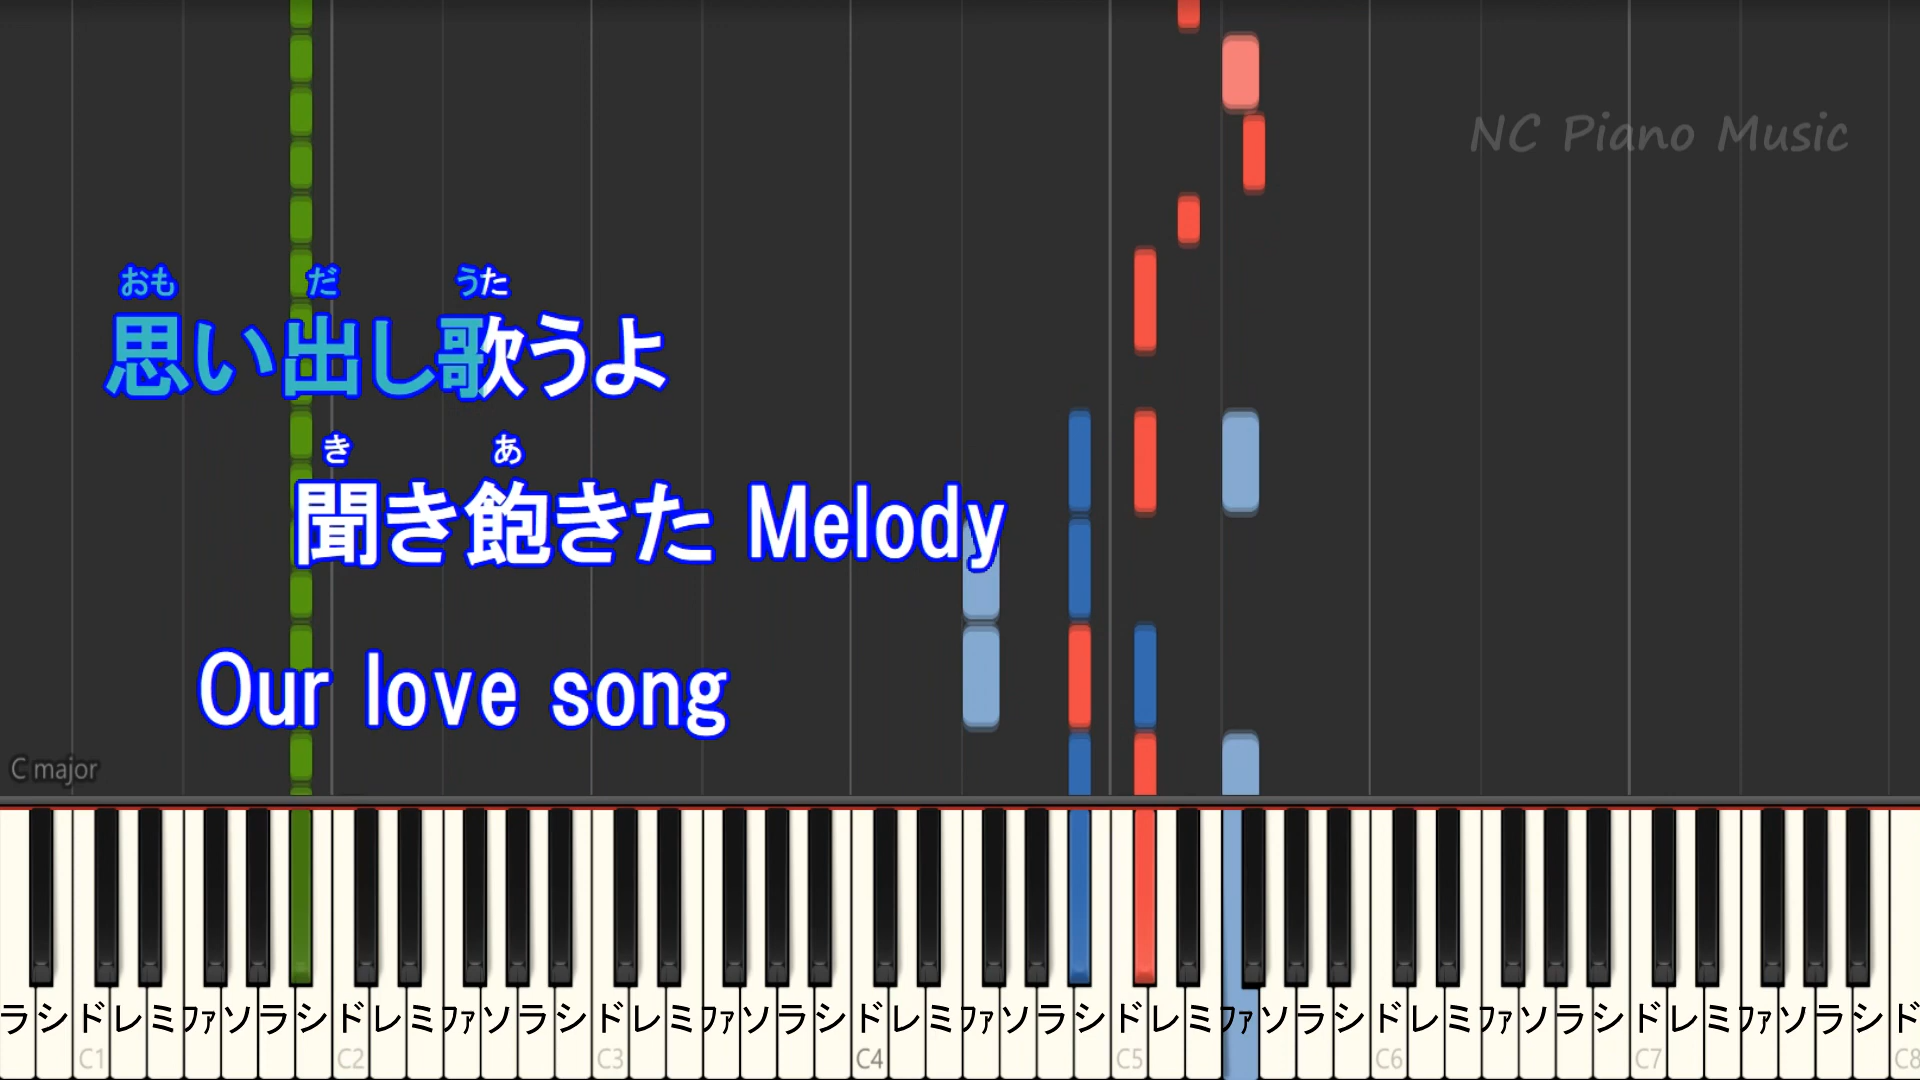 NC Piano Music
おも だ うた
思い出し歌うよ
き あ
聞き飽きた Melody
Our love song
C major
ラシドレミファソラシドレミファソラシドレミファソラシドレミファソラシドレミファソラシドレミファソラシドレミファソラシド
C1 C2 C3 C4 C5 C6 C7 C8